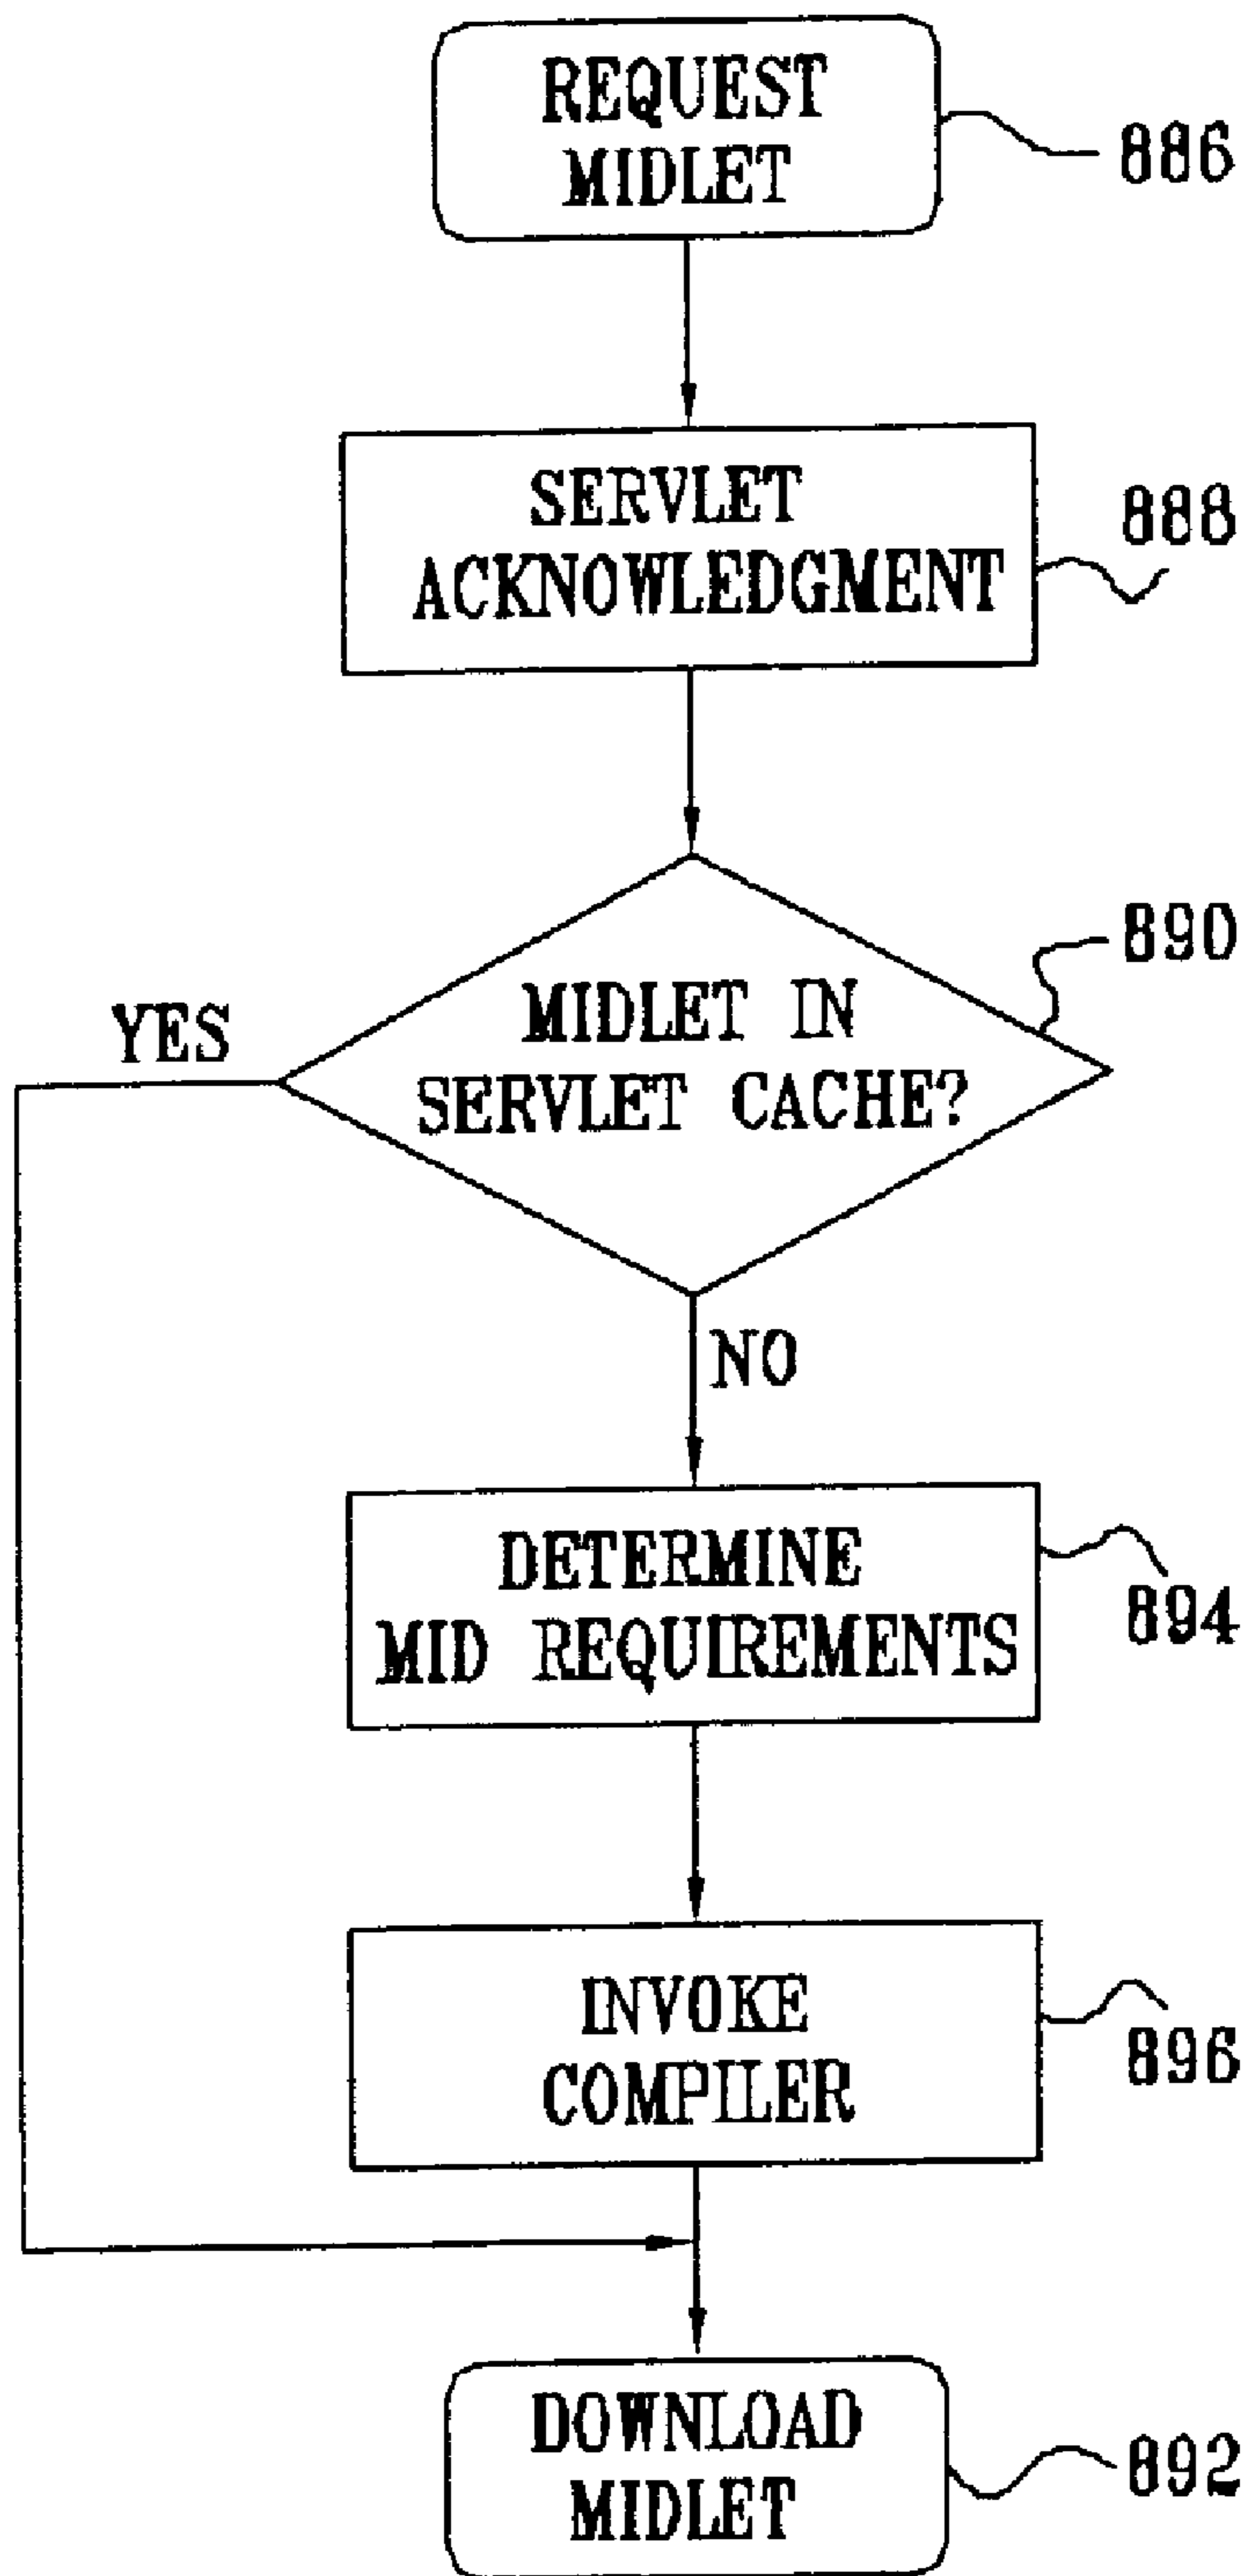 REQUEST
MIDLET
886
SERVLET
ACKNOWLEDGMENT
888
890
MIDLET IN
SERVLET CACHE?
YES
NO
DETERMINE
MID REQUIREMENTS
894
INVOKE
COMPILER
896
DOWNLOAD
MIDLET
892